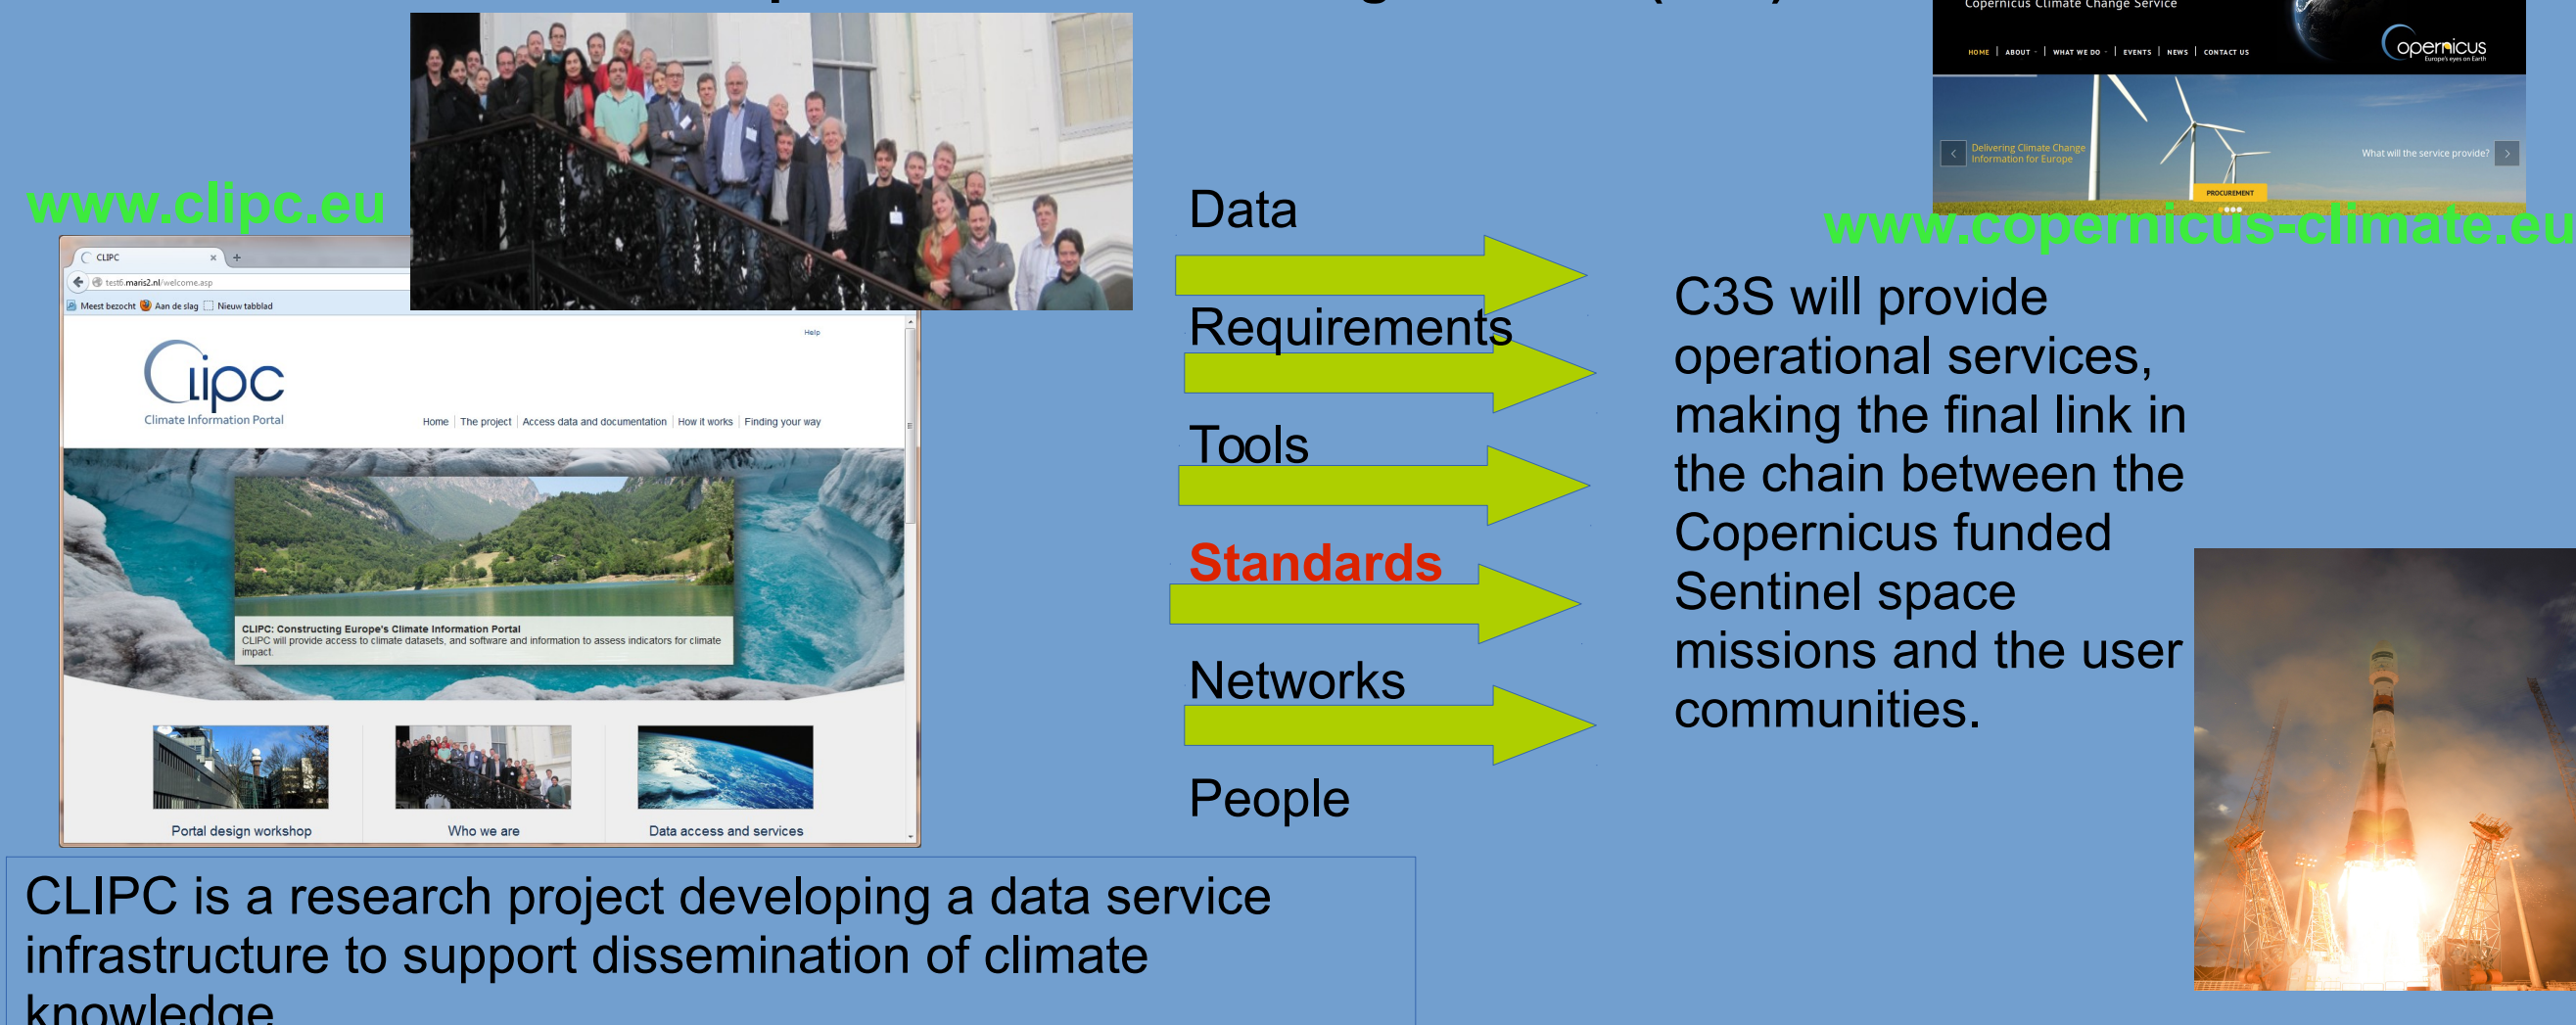 Copernicus Climate Change Service
HOME | ABOUT | WHAT WE DO | EVENTS | NEWS | CONTACT US
opernicus
Europe's eyes on Earth
Delivering Climate Change
Information for Europe
What will the service provide?
PROCUREMENT
www.copernicus-climate.eu
www.clipc.eu
CLIPC
test6.maris2.nl/welcome.asp
Meest bezocht Aan de slag Nieuw tabblad
Help
Clipc
Climate Information Portal
Home | The project | Access data and documentation | How it works | Finding your way
CLIPC: Constructing Europe's Climate Information Portal
CLIPC will provide access to climate datasets, and software and information to assess indicators for climate
impact.
Portal design workshop
Who we are
Data access and services
Data
Requirements
Tools
Standards
Networks
People
C3S will provide
operational services,
making the final link in
the chain between the
Copernicus funded
Sentinel space
missions and the user
communities.
CLIPC is a research project developing a data service
infrastructure to support dissemination of climate
knowledge